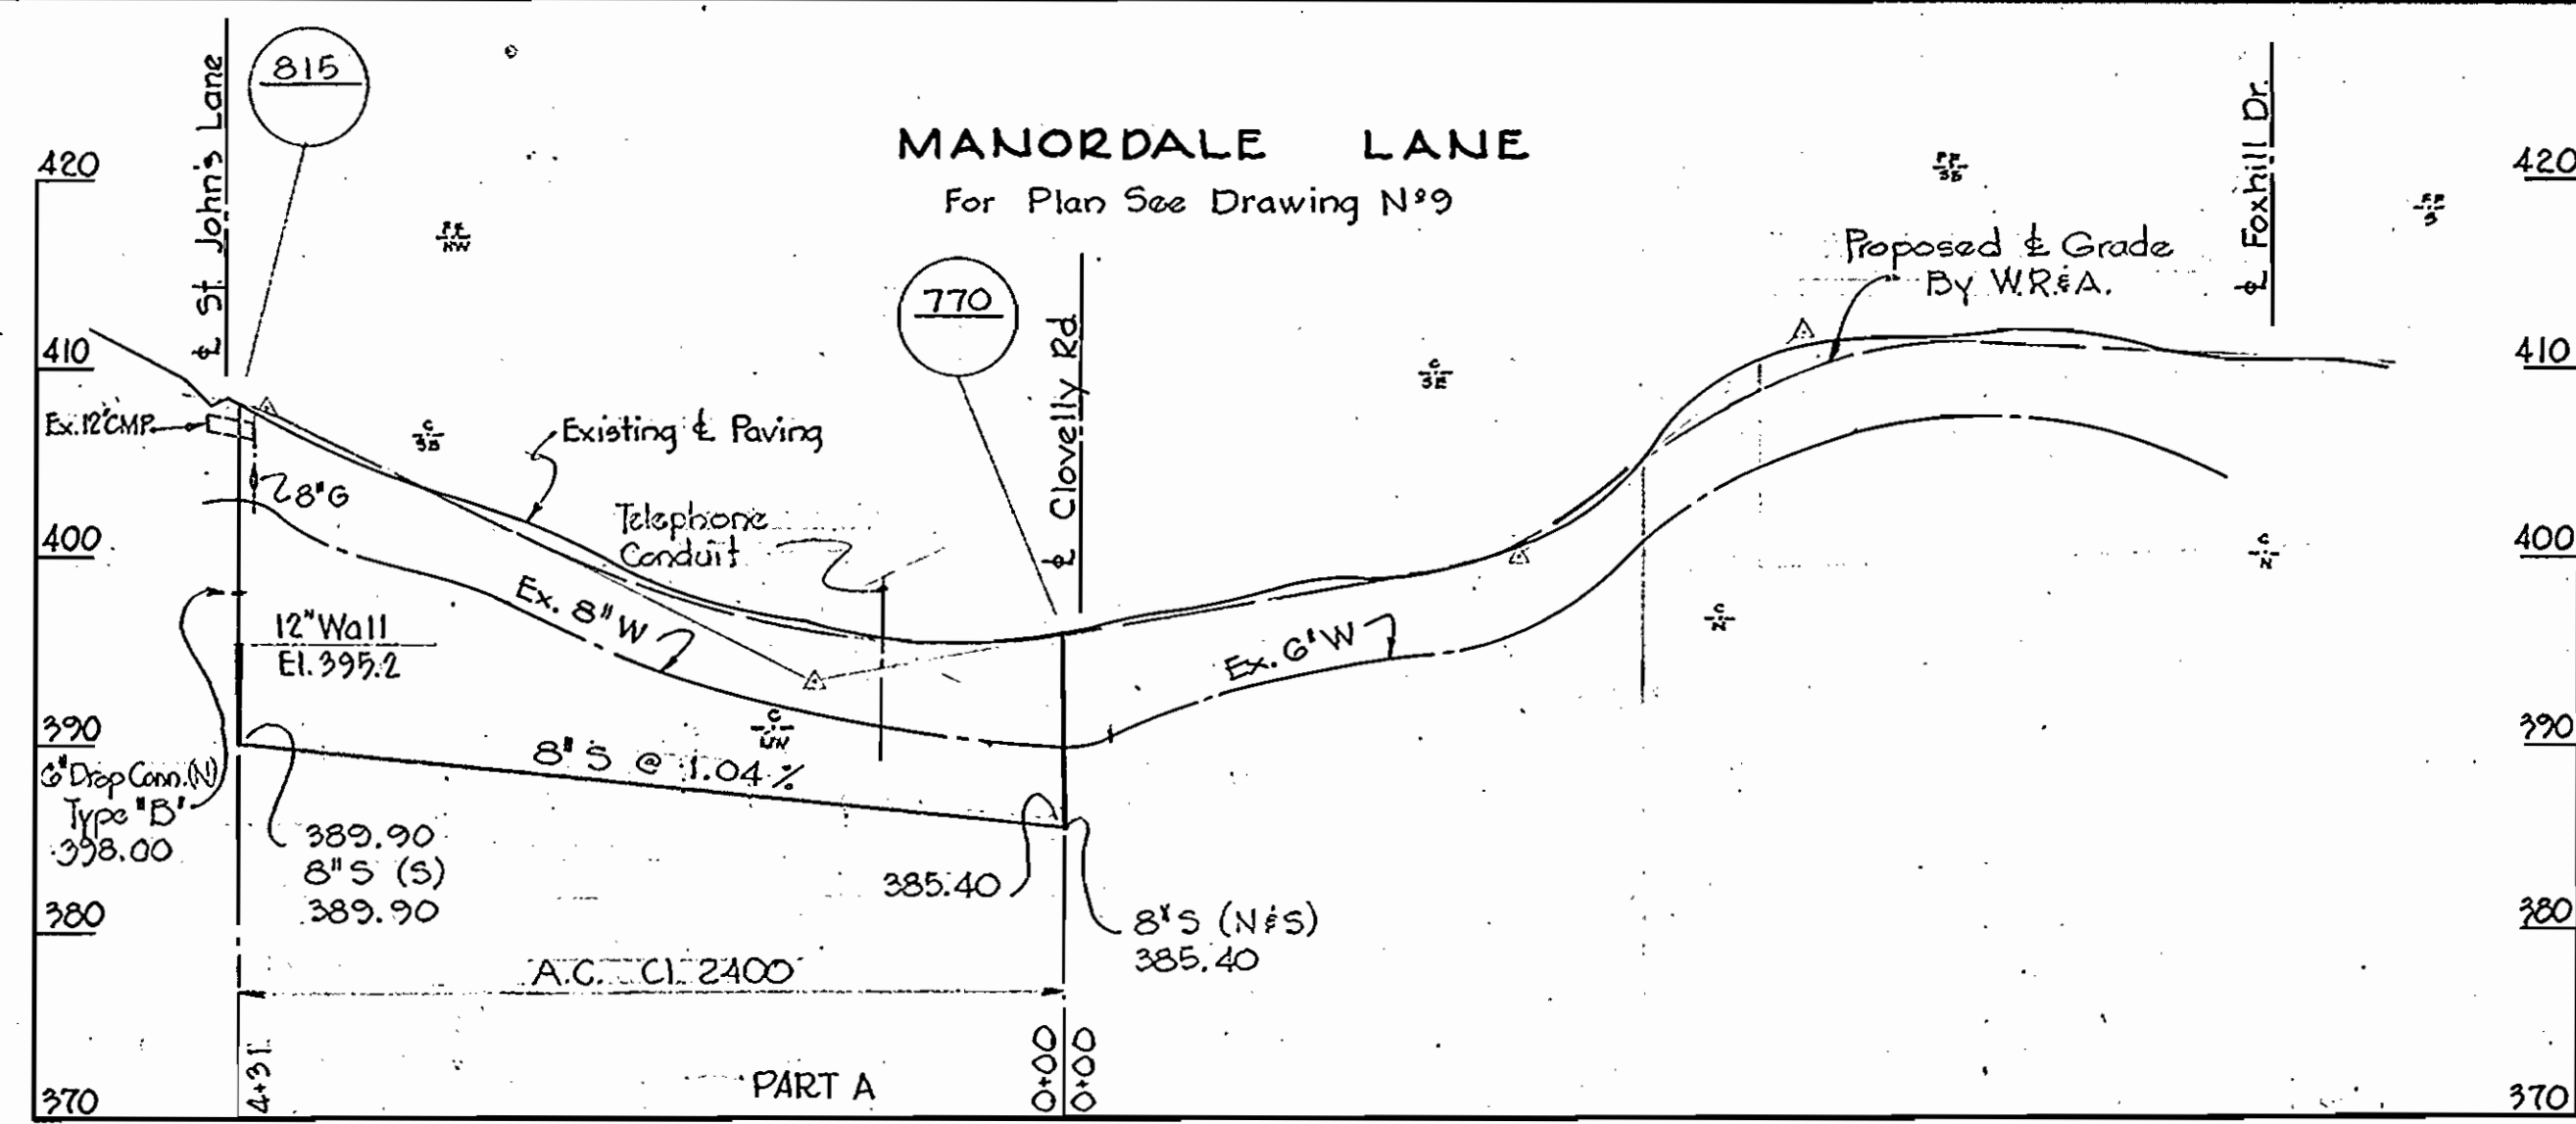 MANORDALE LANE
For Plan See Drawing Nº9
℄ St. John's Lane
815
770
℄ Clovelly Rd.
℄ Foxhill Dr.
Proposed ℄ Grade
By W.R.&A.
420
410
400
390
380
370
420
410
400
390
380
370
Ex. 12"CMP
8"G
Existing ℄ Paving
Telephone
Conduit
Ex. 8"W
Ex. 6"W
12"Wall
El. 395.2
8" S @ 1.04 %
6"Drop Conn.(N)
Type "B"
398.00
389.90
8" S (S)
389.90
385.40
8" S (N&S)
385.40
A.C. Cl. 2400
4+31
PART A
0+00
0+00
C
3B
C
N
C
N